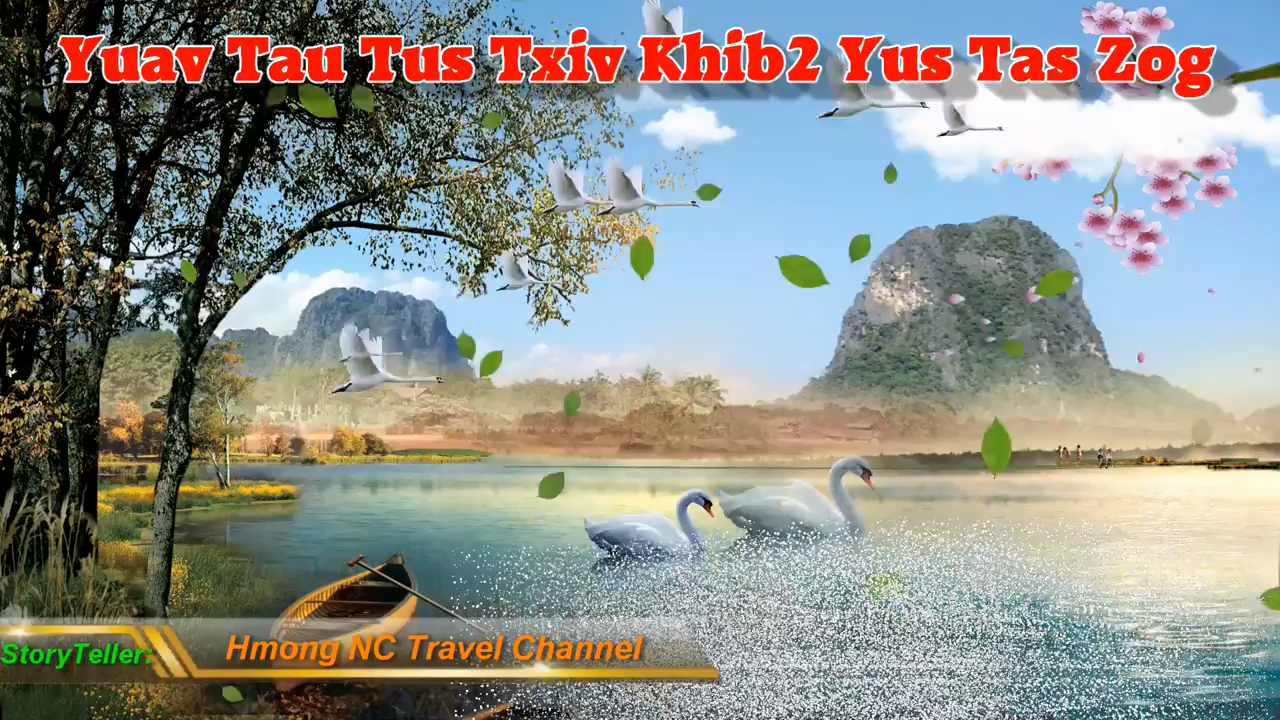 Yuav Tau Tus Txiv Khib2 Yus Tas Zog
StoryTeller: Hmong NC Travel Channel